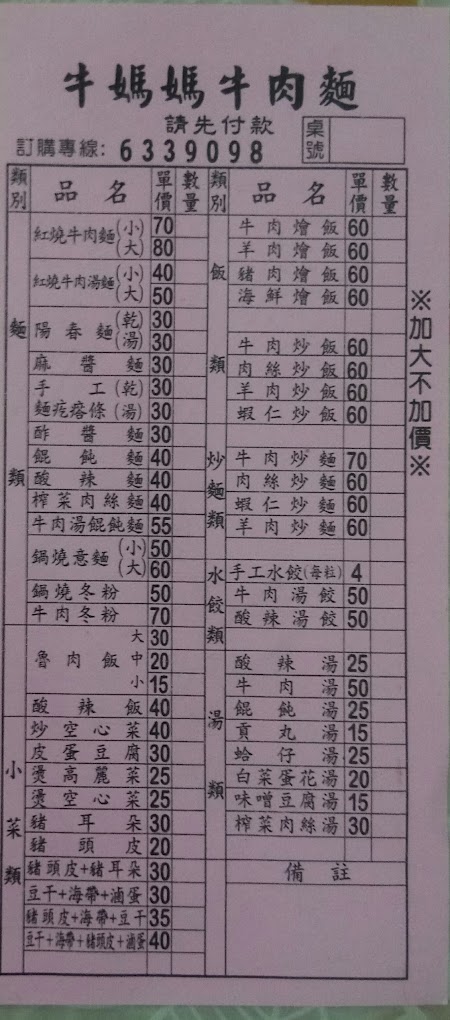 牛媽媽牛肉麵
請先付款
桌號
訂購專線: 6339098
類別 品名 單價 數量
麵類
紅燒牛肉麵(小) 70
(大) 80
紅燒牛肉湯麵(小) 40
(大) 50
陽春麵(乾) 30
(湯) 30
麻醬麵 30
手工(乾) 30
麵疙瘩條(湯) 30
酢醬麵 30
餛飩麵 40
酸辣麵 40
榨菜肉絲麵 40
牛肉湯餛飩麵 55
鍋燒意麵(小) 50
(大) 60
鍋燒冬粉 50
牛肉冬粉 70
魯肉飯 大 30
中 20
小 15
酸辣飯 40
小菜類
炒空心菜 40
皮蛋豆腐 30
燙高麗菜 25
燙空心菜 25
豬耳朵 30
豬頭皮 20
豬頭皮+豬耳朵 30
豆干+海帶+滷蛋 30
豬頭皮+海帶+豆干 35
豆干+海帶+豬頭皮+滷蛋 40
類別 品名 單價 數量
飯類
牛肉燴飯 60
羊肉燴飯 60
豬肉燴飯 60
海鮮燴飯 60
牛肉炒飯 60
肉絲炒飯 60
羊肉炒飯 60
蝦仁炒飯 60
炒麵類
牛肉炒麵 70
肉絲炒麵 60
蝦仁炒麵 60
羊肉炒麵 60
水餃類
手工水餃(每粒) 4
牛肉湯餃 50
酸辣湯餃 50
湯類
酸辣湯 25
牛肉湯 50
餛飩湯 25
貢丸湯 15
蛤仔湯 25
白菜蛋花湯 20
味噌豆腐湯 15
榨菜肉絲湯 30
備註
※加大不加價※